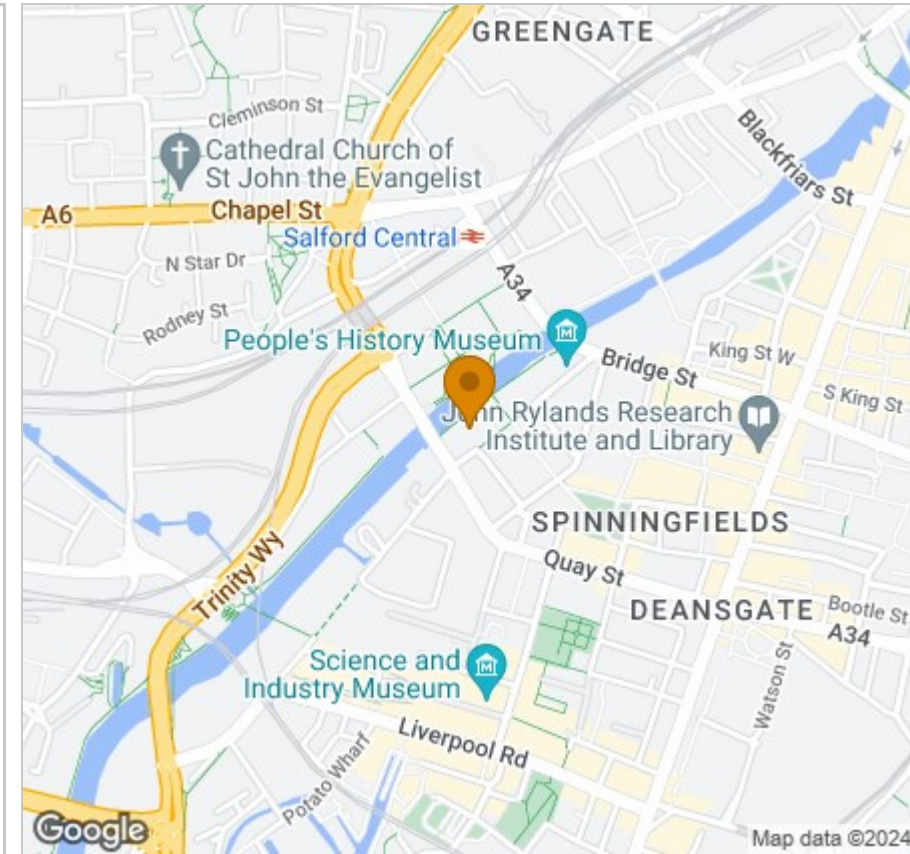 GREENGATE
Cleminson St
Cathedral Church of
St John the Evangelist
Blackfriars St
A6
Chapel St
Salford Central
N Star Dr
A34
Rodney St
People's History Museum
King St W
Bridge St
S King St
John Rylands Research
Institute and Library
SPINNINGFIELDS
Quay St
Trinity Wy
DEANSGATE
Bootle St
A34
Science and
Industry Museum
Watson St
Liverpool Rd
Potato Wharf
Google
Map data ©2024